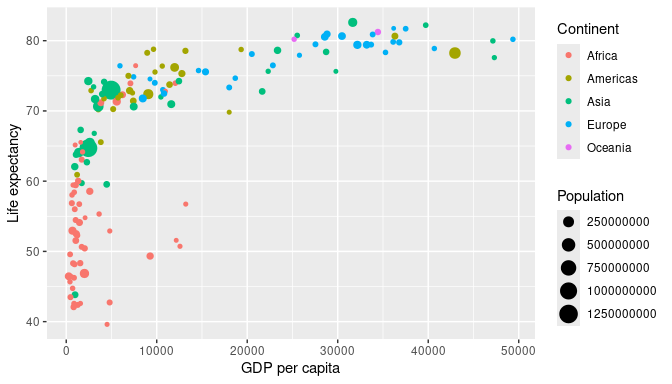 80
70
60
50
40
Life expectancy
0
10000
20000
30000
40000
50000
GDP per capita
Continent
Africa
Americas
Asia
Europe
Oceania
Population
250000000
500000000
750000000
1000000000
1250000000